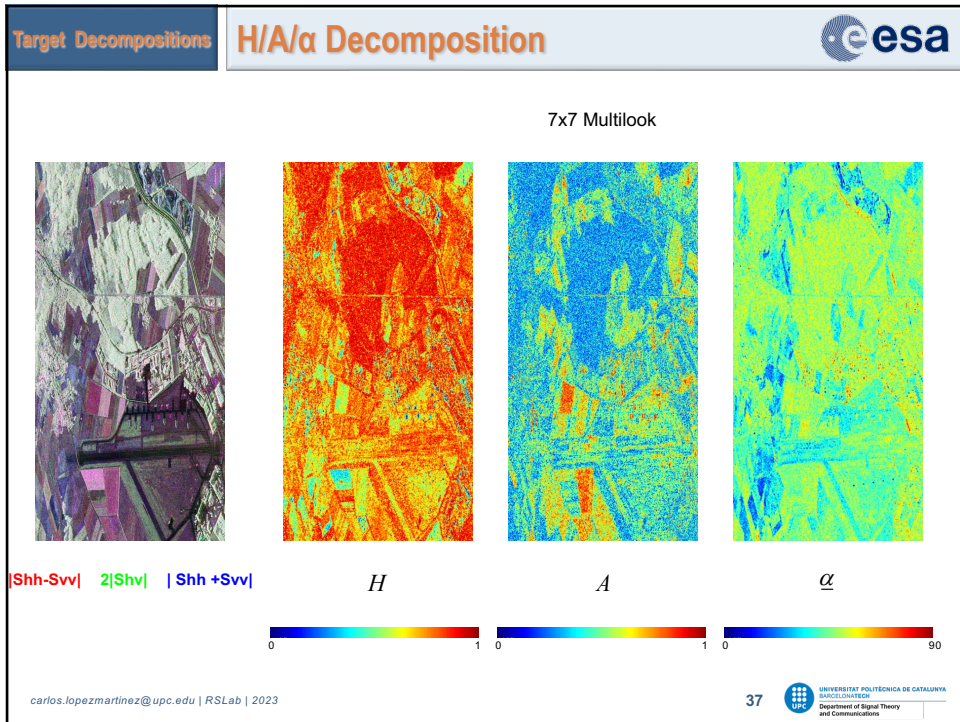 Target Decompositions
H/A/α Decomposition
esa
7x7 Multilook
|Shh-Svv| 2|Shv| | Shh +Svv|
H
A
α
0 1
0 1
0 90
carlos.lopezmartinez@upc.edu | RSLab | 2023
37
UPC
UNIVERSITAT POLITÈCNICA DE CATALUNYA
BARCELONATECH
Department of Signal Theory
and Communications